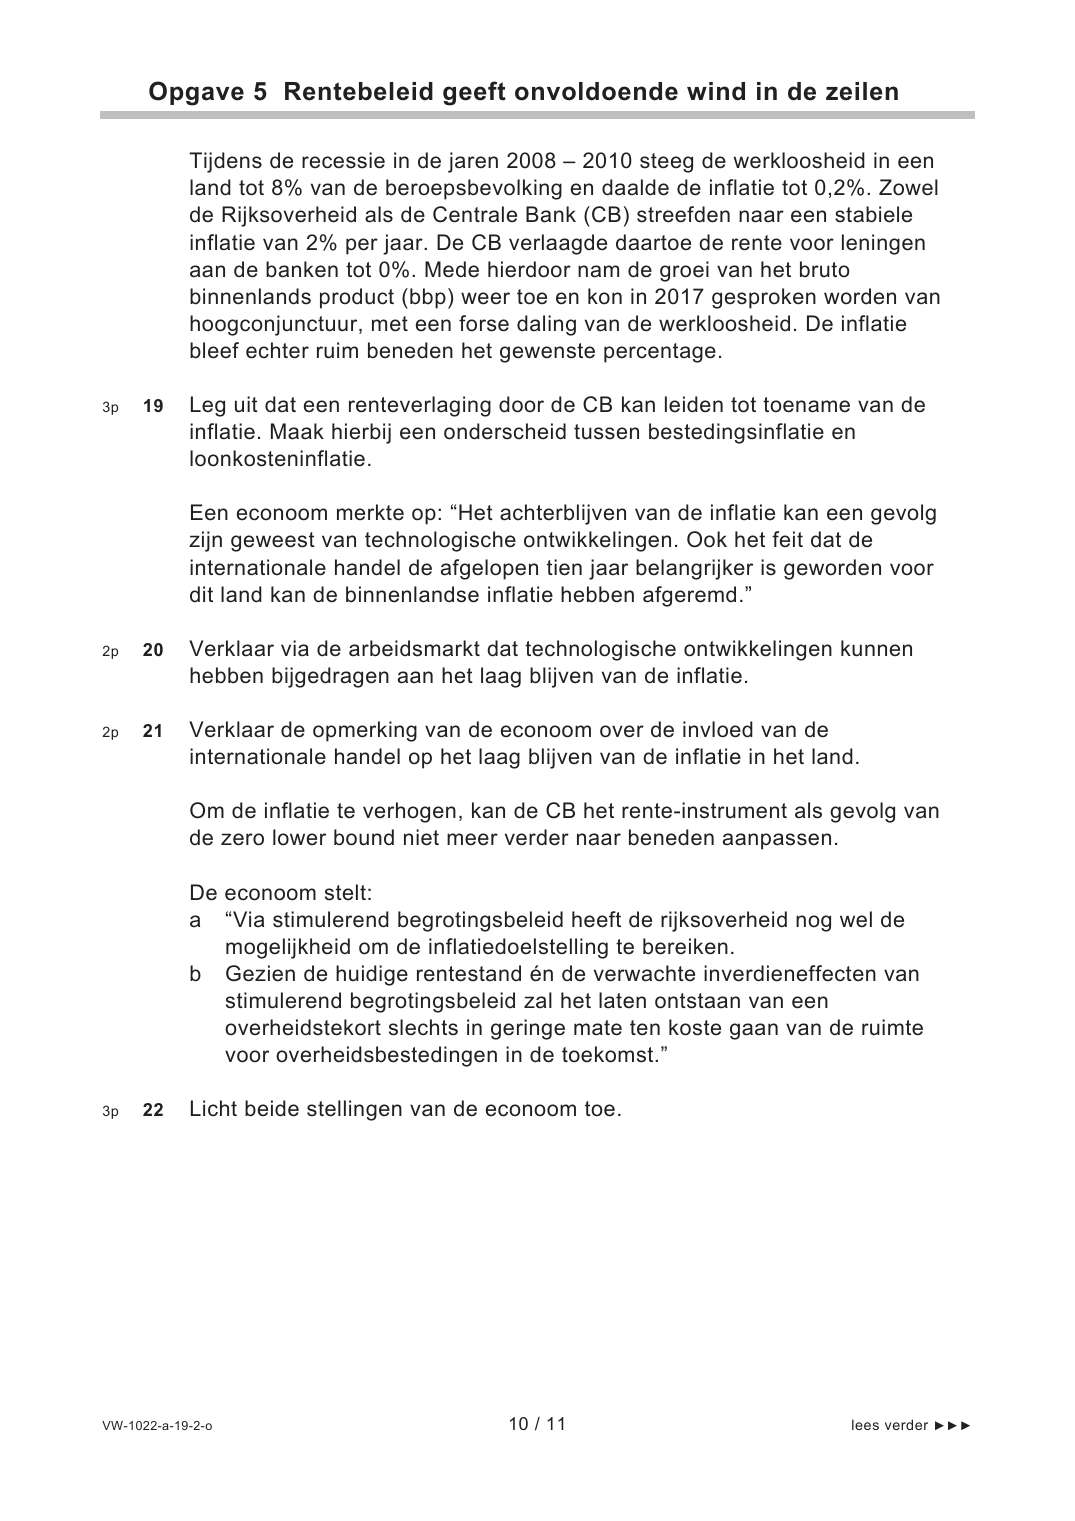 Opgave 5 Rentebeleid geeft onvoldoende wind in de zeilen
Tijdens de recessie in de jaren 2008 – 2010 steeg de werkloosheid in een
land tot 8% van de beroepsbevolking en daalde de inflatie tot 0,2%. Zowel
de Rijksoverheid als de Centrale Bank (CB) streefden naar een stabiele
inflatie van 2% per jaar. De CB verlaagde daartoe de rente voor leningen
aan de banken tot 0%. Mede hierdoor nam de groei van het bruto
binnenlands product (bbp) weer toe en kon in 2017 gesproken worden van
hoogconjunctuur, met een forse daling van de werkloosheid. De inflatie
bleef echter ruim beneden het gewenste percentage.
3p 19 Leg uit dat een renteverlaging door de CB kan leiden tot toename van de
inflatie. Maak hierbij een onderscheid tussen bestedingsinflatie en
loonkosteninflatie.
Een econoom merkte op: “Het achterblijven van de inflatie kan een gevolg
zijn geweest van technologische ontwikkelingen. Ook het feit dat de
internationale handel de afgelopen tien jaar belangrijker is geworden voor
dit land kan de binnenlandse inflatie hebben afgeremd.”
2p 20 Verklaar via de arbeidsmarkt dat technologische ontwikkelingen kunnen
hebben bijgedragen aan het laag blijven van de inflatie.
2p 21 Verklaar de opmerking van de econoom over de invloed van de
internationale handel op het laag blijven van de inflatie in het land.
Om de inflatie te verhogen, kan de CB het rente-instrument als gevolg van
de zero lower bound niet meer verder naar beneden aanpassen.
De econoom stelt:
a “Via stimulerend begrotingsbeleid heeft de rijksoverheid nog wel de
mogelijkheid om de inflatiedoelstelling te bereiken.
b Gezien de huidige rentestand én de verwachte inverdieneffecten van
stimulerend begrotingsbeleid zal het laten ontstaan van een
overheidstekort slechts in geringe mate ten koste gaan van de ruimte
voor overheidsbestedingen in de toekomst.”
3p 22 Licht beide stellingen van de econoom toe.
VW-1022-a-19-2-o 10 / 11 lees verder ►►►